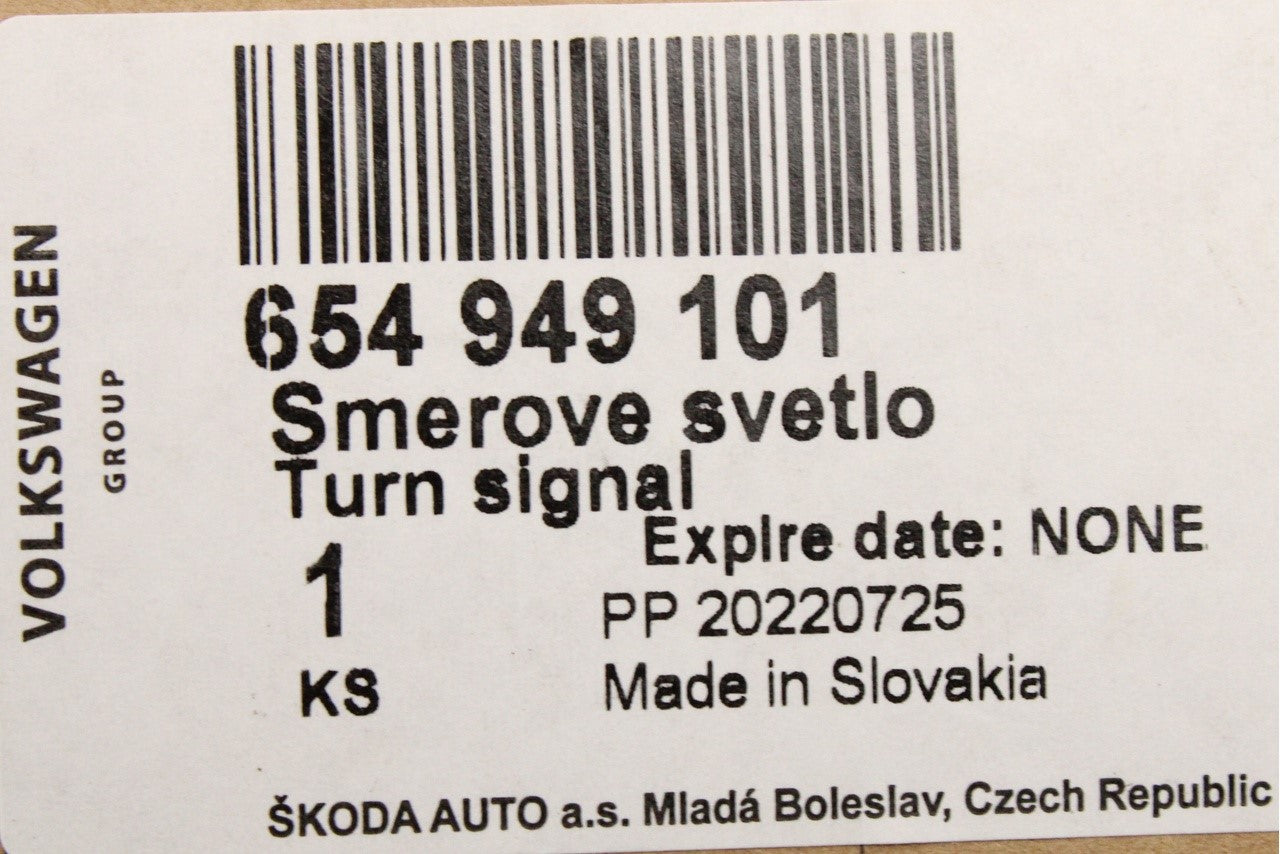 VOLKSWAGEN
GROUP
654 949 101
Smerove svetlo
Turn signal
Expire date: NONE
1
PP 20220725
KS
Made in Slovakia
ŠKODA AUTO a.s. Mladá Boleslav, Czech Republic